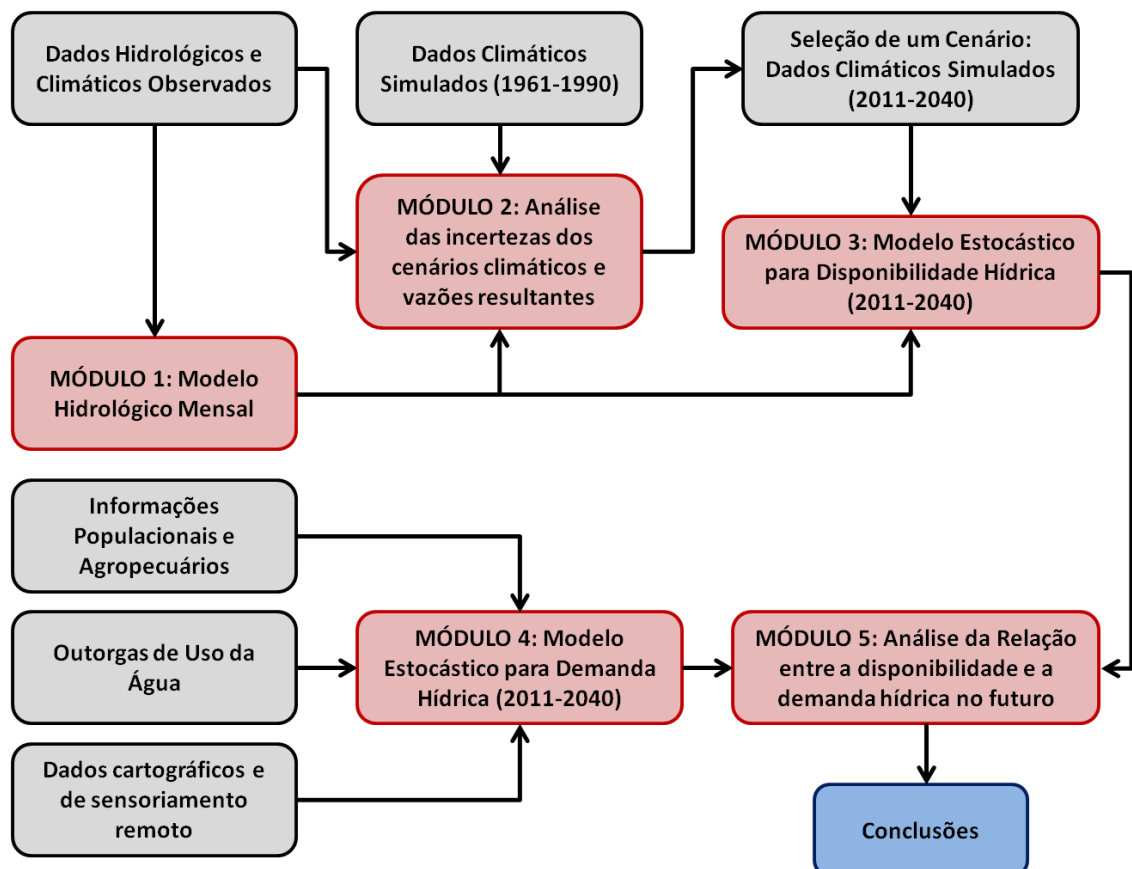 Dados Hidrológicos e
Climáticos Observados
Dados Climáticos
Simulados (1961-1990)
Seleção de um Cenário:
Dados Climáticos Simulados
(2011-2040)
MÓDULO 2: Análise
das incertezas dos
cenários climáticos e
vazões resultantes
MÓDULO 3: Modelo Estocástico
para Disponibilidade Hídrica
(2011-2040)
MÓDULO 1: Modelo
Hidrológico Mensal
Informações
Populacionais e
Agropecuários
Outorgas de Uso da
Água
MÓDULO 4: Modelo
Estocástico para Demanda
Hídrica (2011-2040)
MÓDULO 5: Análise da Relação
entre a disponibilidade e a
demanda hídrica no futuro
Dados cartográficos e
de sensoriamento
remoto
Conclusões